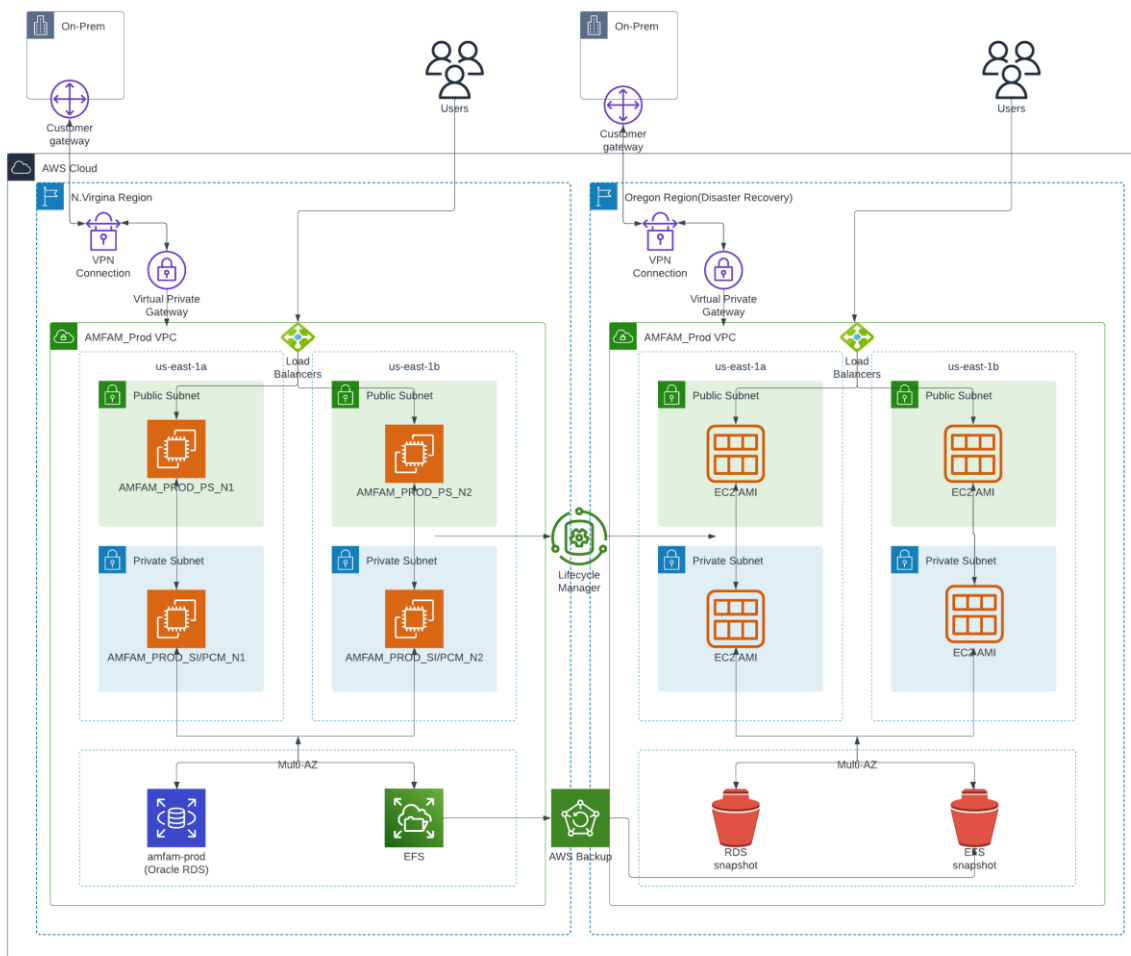 On-Prem
Customer
gateway
Users
On-Prem
Customer
gateway
Users
AWS Cloud
N.Virgina Region
VPN
Connection
Virtual Private
Gateway
AMFAM_Prod VPC
Load
Balancers
us-east-1a
us-east-1b
Public Subnet
Public Subnet
AMFAM_PROD_PS_N1
AMFAM_PROD_PS_N2
Private Subnet
Private Subnet
AMFAM_PROD_SI/PCM_N1
AMFAM_PROD_SI/PCM_N2
Multi-AZ
amfam-prod
(Oracle RDS)
EFS
Lifecycle
Manager
AWS Backup
Oregon Region(Disaster Recovery)
VPN
Connection
Virtual Private
Gateway
AMFAM_Prod VPC
Load
Balancers
us-east-1a
us-east-1b
Public Subnet
Public Subnet
EC2 AMI
EC2 AMI
Private Subnet
Private Subnet
EC2 AMI
EC2 AMI
Multi-AZ
RDS
snapshot
EFS
snapshot